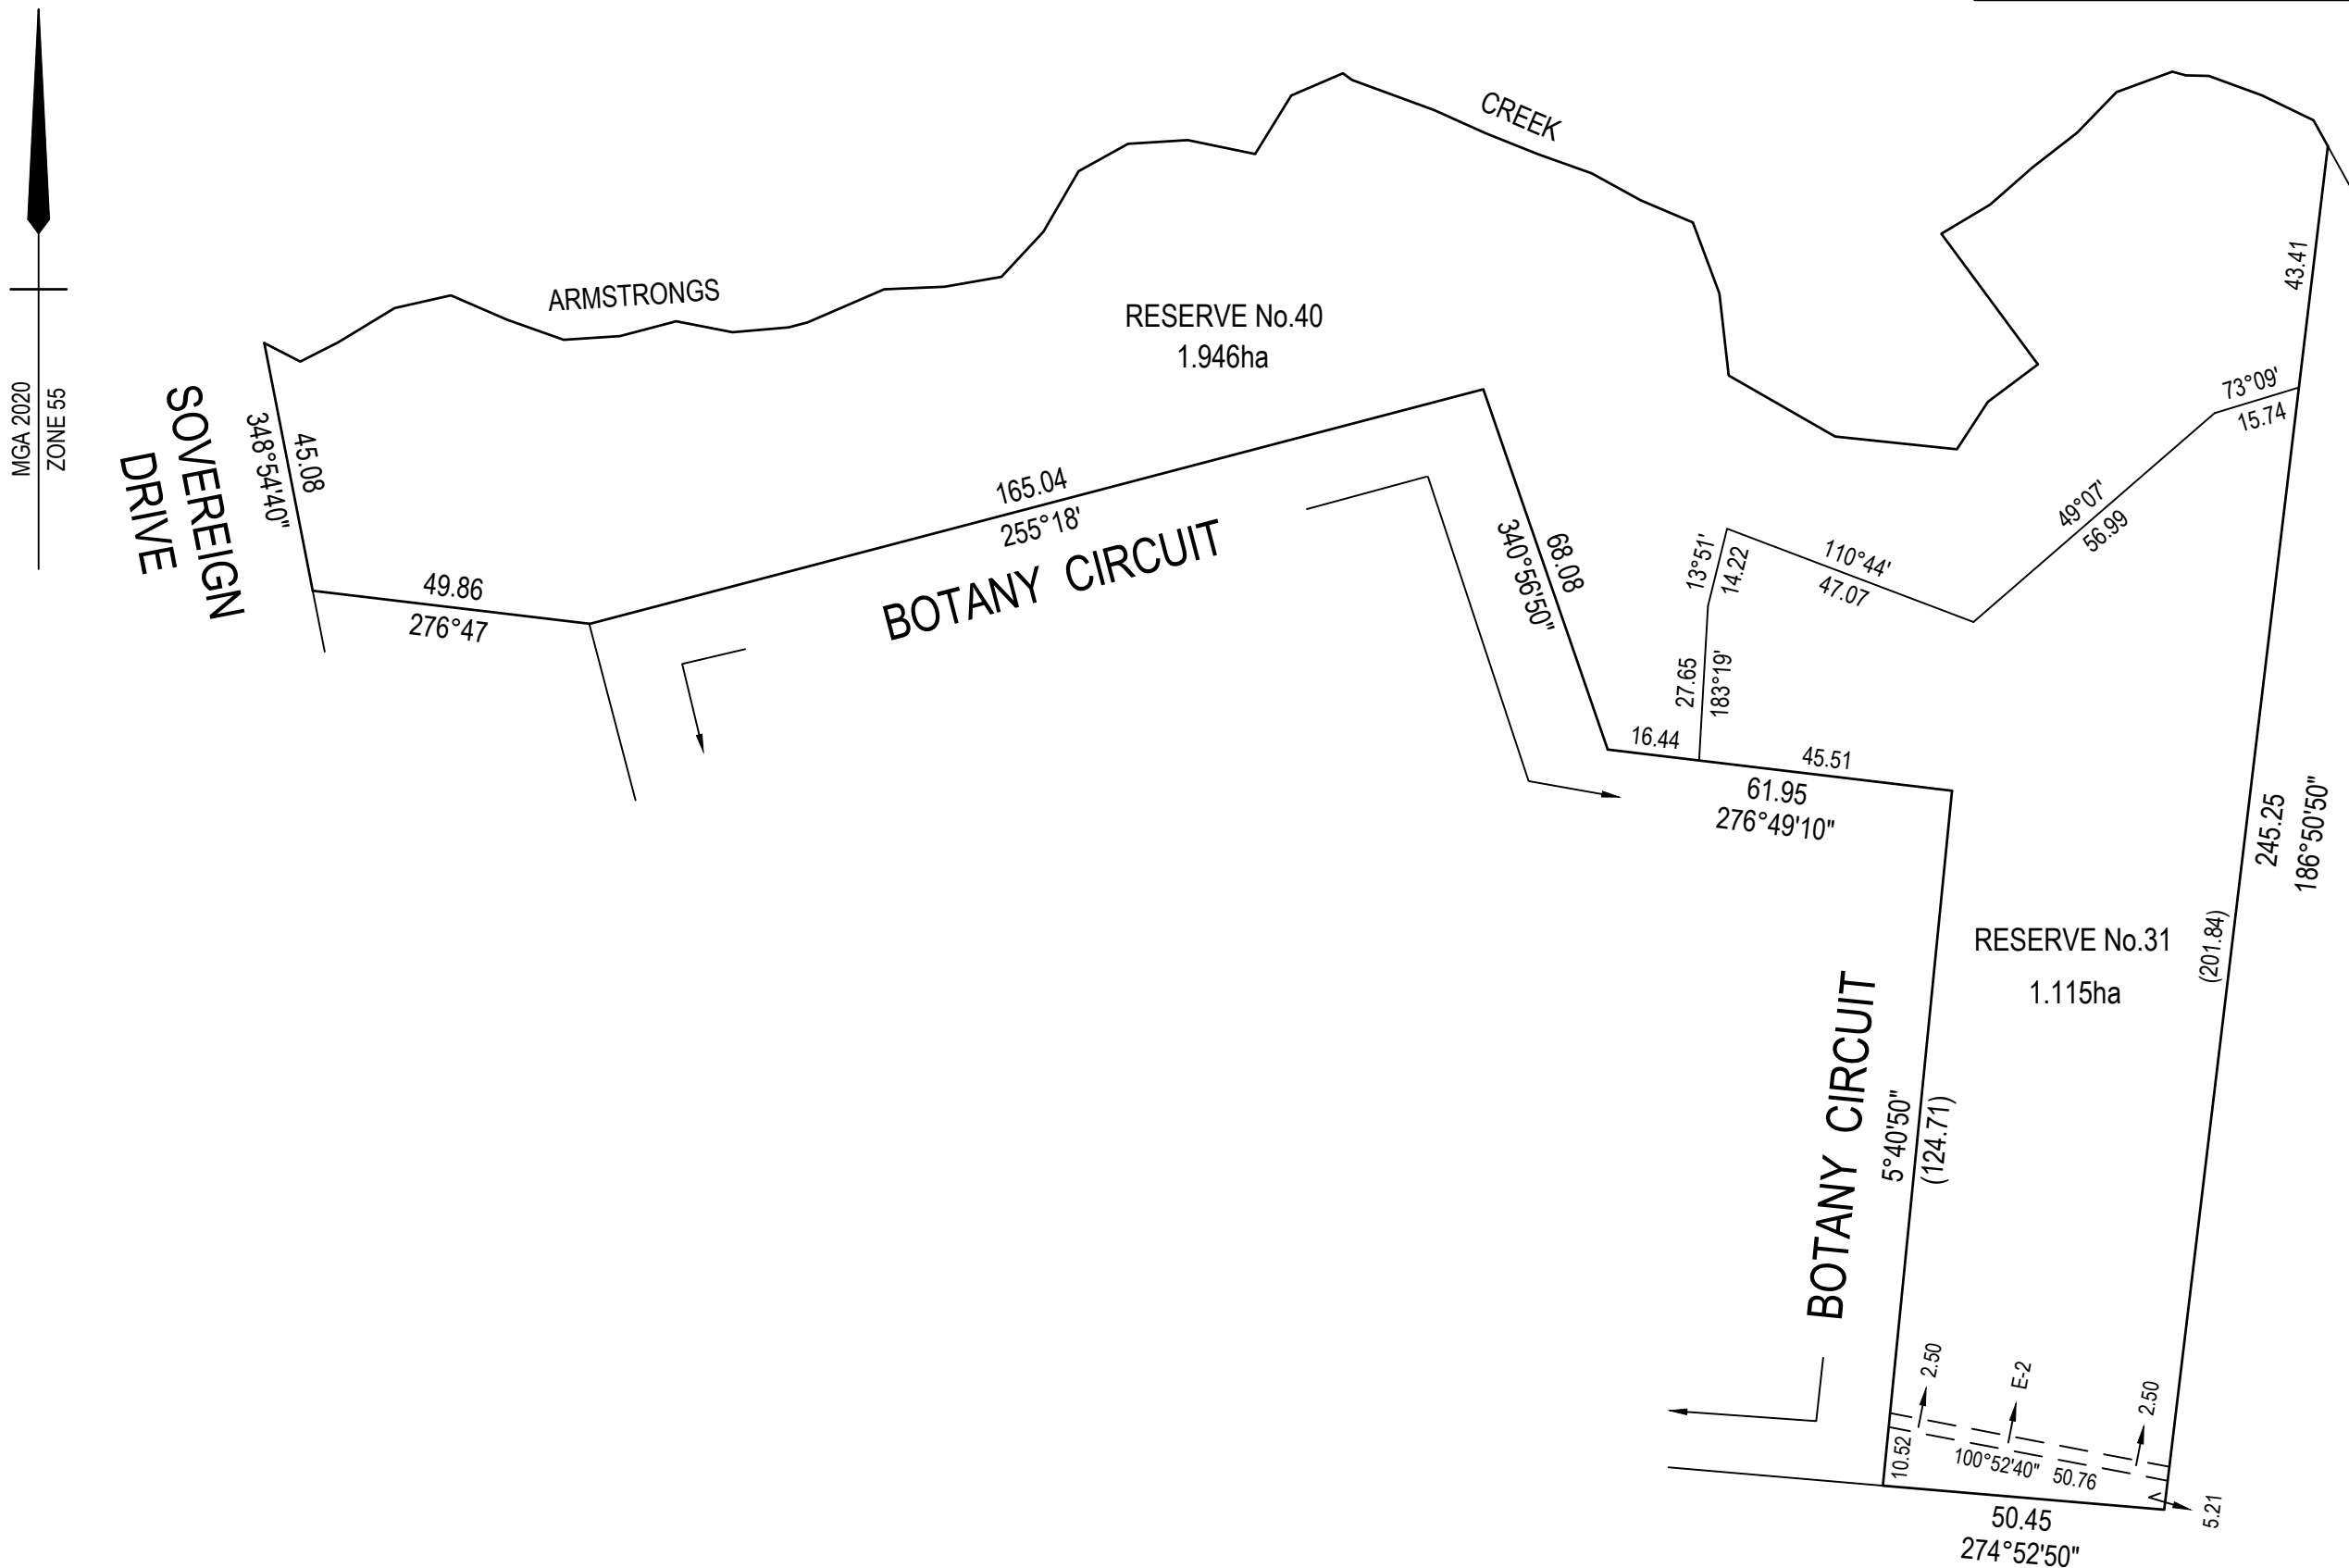 MGA 2020
ZONE 55
SOVEREIGN
DRIVE
348°54'40"
45.08
49.86
276°47
ARMSTRONGS
CREEK
RESERVE No.40
1.946ha
165.04
255°18'
BOTANY CIRCUIT
340°56'50"
68.08
13°51'
14.22
110°44'
47.07
49°07'
56.99
73°09'
15.74
43.41
27.65
183°19'
16.44
45.51
61.95
276°49'10"
245.25
186°50'50"
(201.84)
RESERVE No.31
1.115ha
BOTANY CIRCUIT
5°40'50"
(124.71)
2.50
E-2
2.50
10.52
100°52'40"
50.76
5.21
50.45
274°52'50"